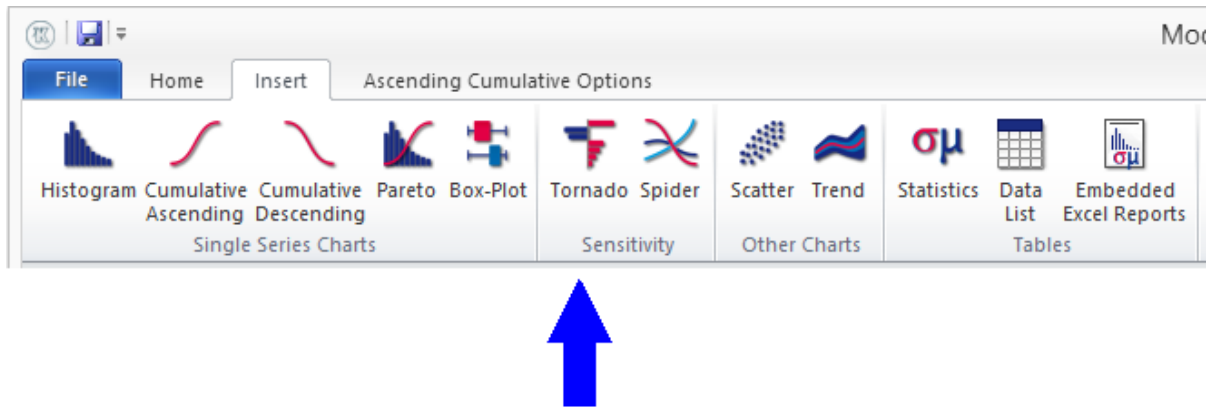 Mod
File Home Insert Ascending Cumulative Options
Histogram Cumulative Ascending Cumulative Descending Pareto Box-Plot Tornado Spider Scatter Trend Statistics Data List Embedded Excel Reports
Single Series Charts Sensitivity Other Charts Tables